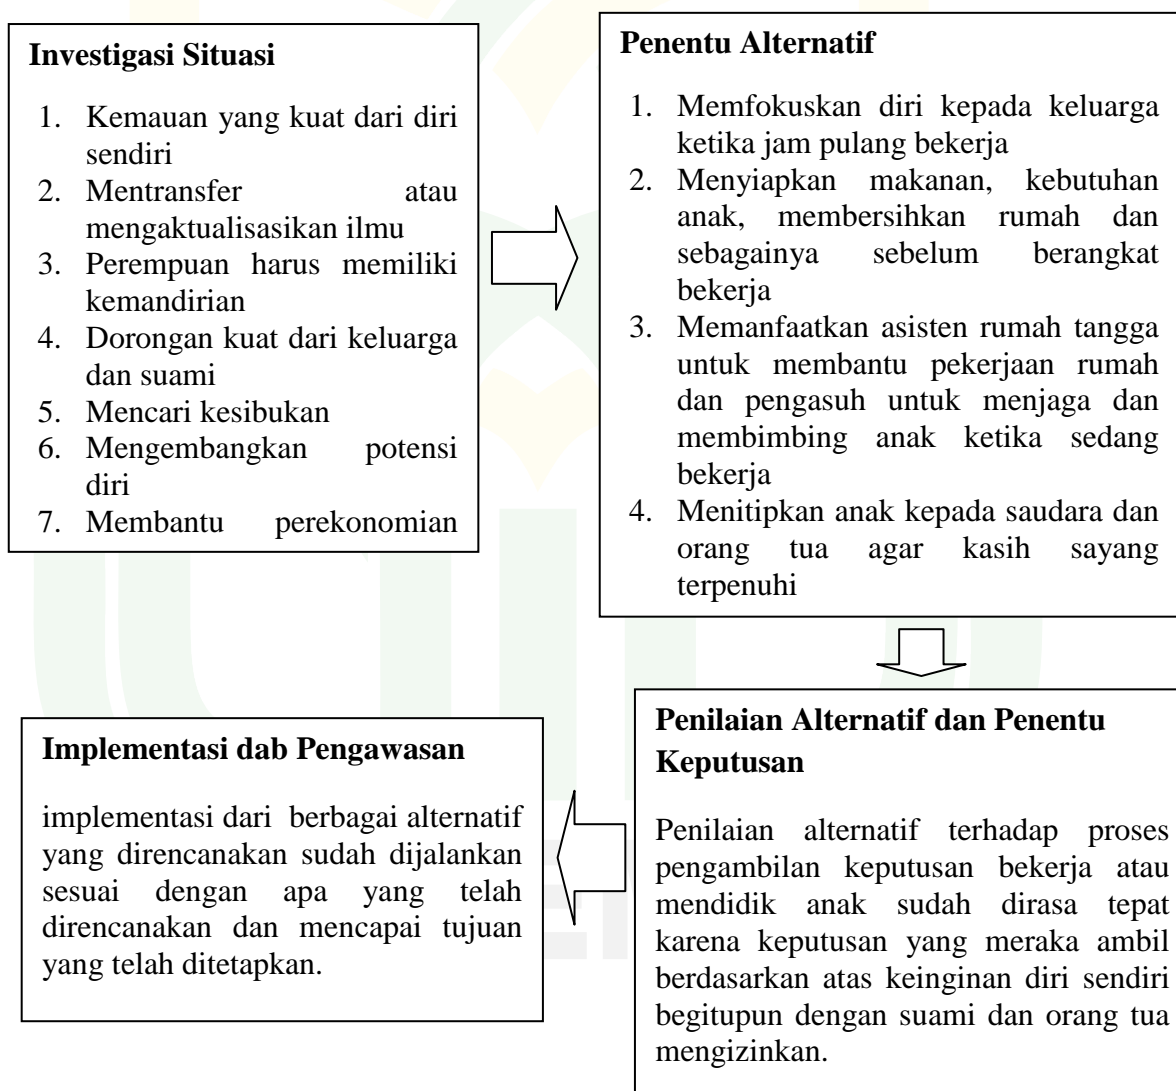 Investigasi Situasi
1. Kemauan yang kuat dari diri
sendiri
2. Mentransfer atau
mengaktualisasikan ilmu
3. Perempuan harus memiliki
kemandirian
4. Dorongan kuat dari keluarga
dan suami
5. Mencari kesibukan
6. Mengembangkan potensi
diri
7. Membantu perekonomian
Penentu Alternatif
1. Memfokuskan diri kepada keluarga
ketika jam pulang bekerja
2. Menyiapkan makanan, kebutuhan
anak, membersihkan rumah dan
sebagainya sebelum berangkat
bekerja
3. Memanfaatkan asisten rumah tangga
untuk membantu pekerjaan rumah
dan pengasuh untuk menjaga dan
membimbing anak ketika sedang
bekerja
4. Menitipkan anak kepada saudara dan
orang tua agar kasih sayang
terpenuhi
Penilaian Alternatif dan Penentu
Keputusan
Penilaian alternatif terhadap proses
pengambilan keputusan bekerja atau
mendidik anak sudah dirasa tepat
karena keputusan yang meraka ambil
berdasarkan atas keinginan diri sendiri
begitupun dengan suami dan orang tua
mengizinkan.
Implementasi dab Pengawasan
implementasi dari berbagai alternatif
yang direncanakan sudah dijalankan
sesuai dengan apa yang telah
direncanakan dan mencapai tujuan
yang telah ditetapkan.